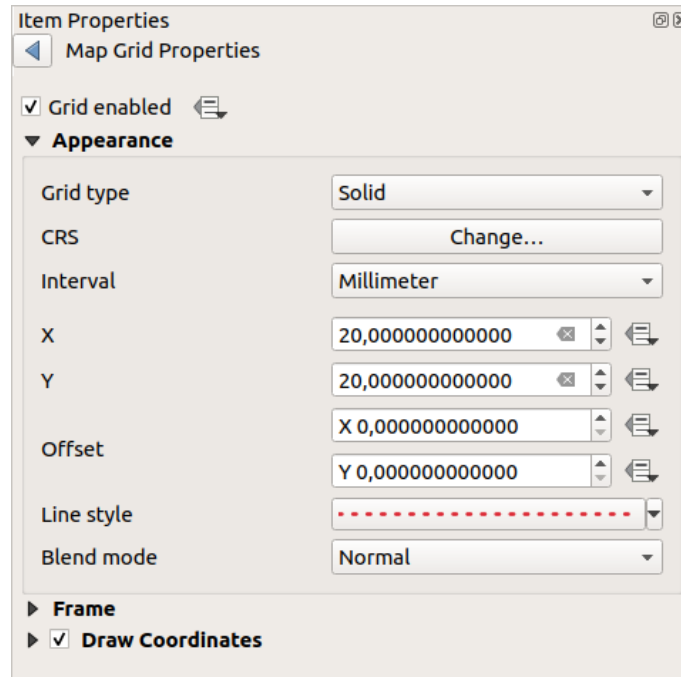 Item Properties
Map Grid Properties
Grid enabled
Appearance
Grid type Solid
CRS Change...
Interval Millimeter
X 20,000000000000
Y 20,000000000000
Offset X 0,000000000000
Y 0,000000000000
Line style
Blend mode Normal
Frame
Draw Coordinates